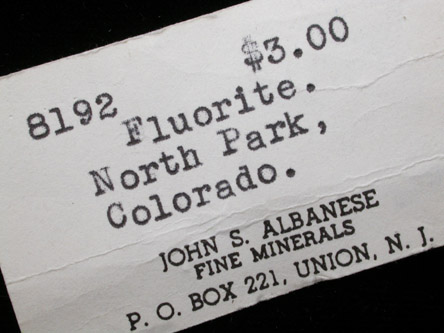 $3.00
8192 Fluorite.
North Park,
Colorado.
JOHN S. ALBANESE
FINE MINERALS
P. O. BOX 221, UNION, N. J.